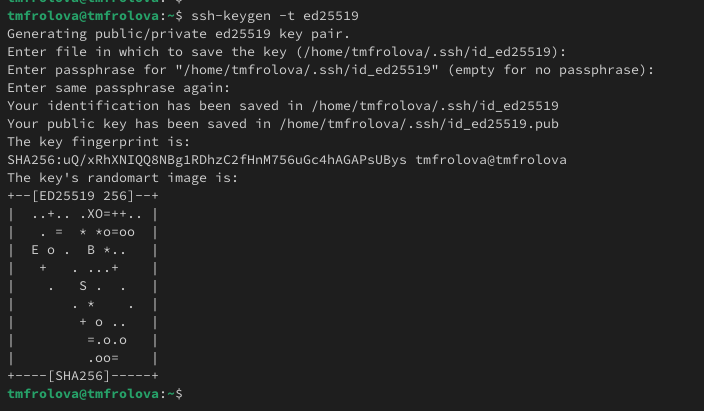 tmfrolova@tmfrolova:~$ ssh-keygen -t ed25519
Generating public/private ed25519 key pair.
Enter file in which to save the key (/home/tmfrolova/.ssh/id_ed25519):
Enter passphrase for "/home/tmfrolova/.ssh/id_ed25519" (empty for no passphrase):
Enter same passphrase again:
Your identification has been saved in /home/tmfrolova/.ssh/id_ed25519
Your public key has been saved in /home/tmfrolova/.ssh/id_ed25519.pub
The key fingerprint is:
SHA256:uQ/xRhXNIQQ8NBg1RDhzC2fHnM756uGc4hAGAPsUBys tmfrolova@tmfrolova
The key's randomart image is:
+--[ED25519 256]--+
|  ..+.. .XO=++.. |
|   . =  * *o=oo  |
|  E o .  B *..   |
|   +   . ...+    |
|    .   S .  .   |
|       . *    .  |
|        + o ..   |
|         =.o.o   |
|         .oo=    |
+----[SHA256]-----+
tmfrolova@tmfrolova:~$